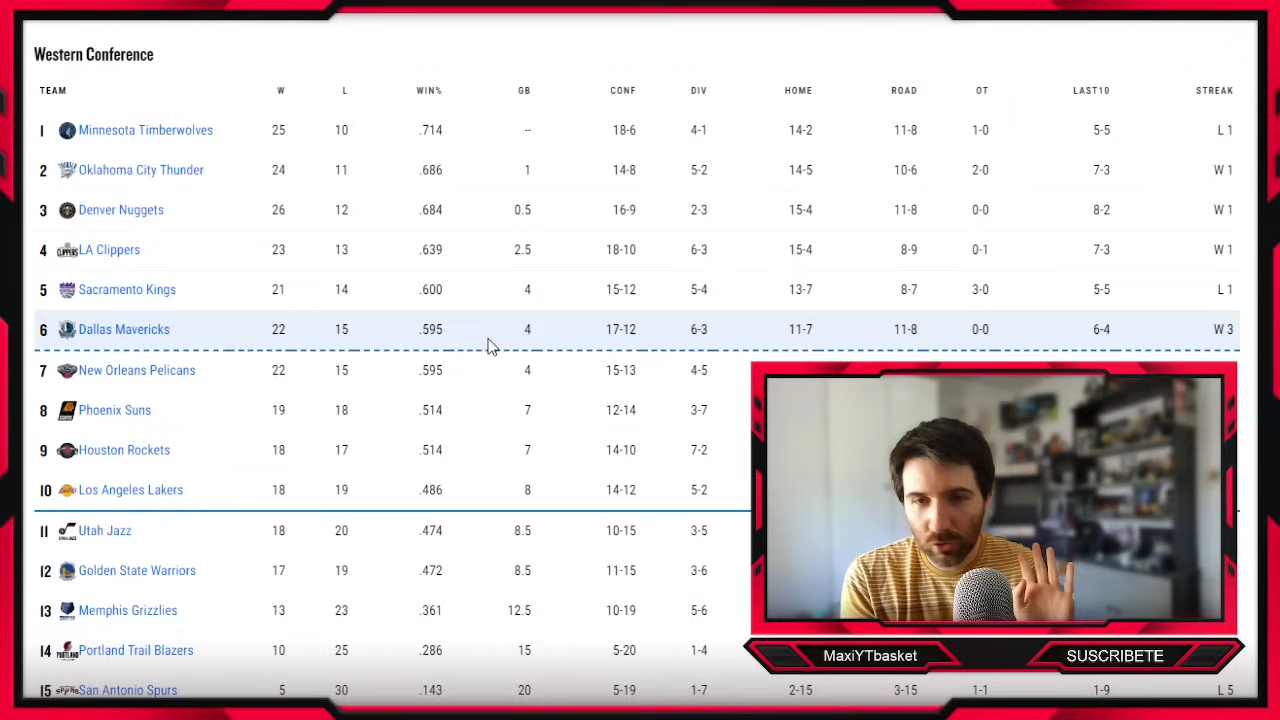 Western Conference
TEAM W L WIN% GB CONF DIV HOME ROAD OT LAST10 STREAK
1 Minnesota Timberwolves 25 10 .714 -- 18-6 4-1 14-2 11-8 1-0 5-5 L 1
2 Oklahoma City Thunder 24 11 .686 1 14-8 5-2 14-5 10-6 2-0 7-3 W 1
3 Denver Nuggets 26 12 .684 0.5 16-9 2-3 15-4 11-8 0-0 8-2 W 1
4 LA Clippers 23 13 .639 2.5 18-10 6-3 15-4 8-9 0-1 7-3 W 1
5 Sacramento Kings 21 14 .600 4 15-12 5-4 13-7 8-7 3-0 5-5 L 1
6 Dallas Mavericks 22 15 .595 4 17-12 6-3 11-7 11-8 0-0 6-4 W 3
7 New Orleans Pelicans 22 15 .595 4 15-13 4-5
8 Phoenix Suns 19 18 .514 7 12-14 3-7
9 Houston Rockets 18 17 .514 7 14-10 7-2
10 Los Angeles Lakers 18 19 .486 8 14-12 5-2
11 Utah Jazz 18 20 .474 8.5 10-15 3-5
12 Golden State Warriors 17 19 .472 8.5 11-15 3-6
13 Memphis Grizzlies 13 23 .361 12.5 10-19 5-6
14 Portland Trail Blazers 10 25 .286 15 5-20 1-4
15 San Antonio Spurs 5 30 .143 20 5-19 1-7 2-15 3-15 1-1 1-9 L 5
MaxiYTbasket
SUSCRIBETE